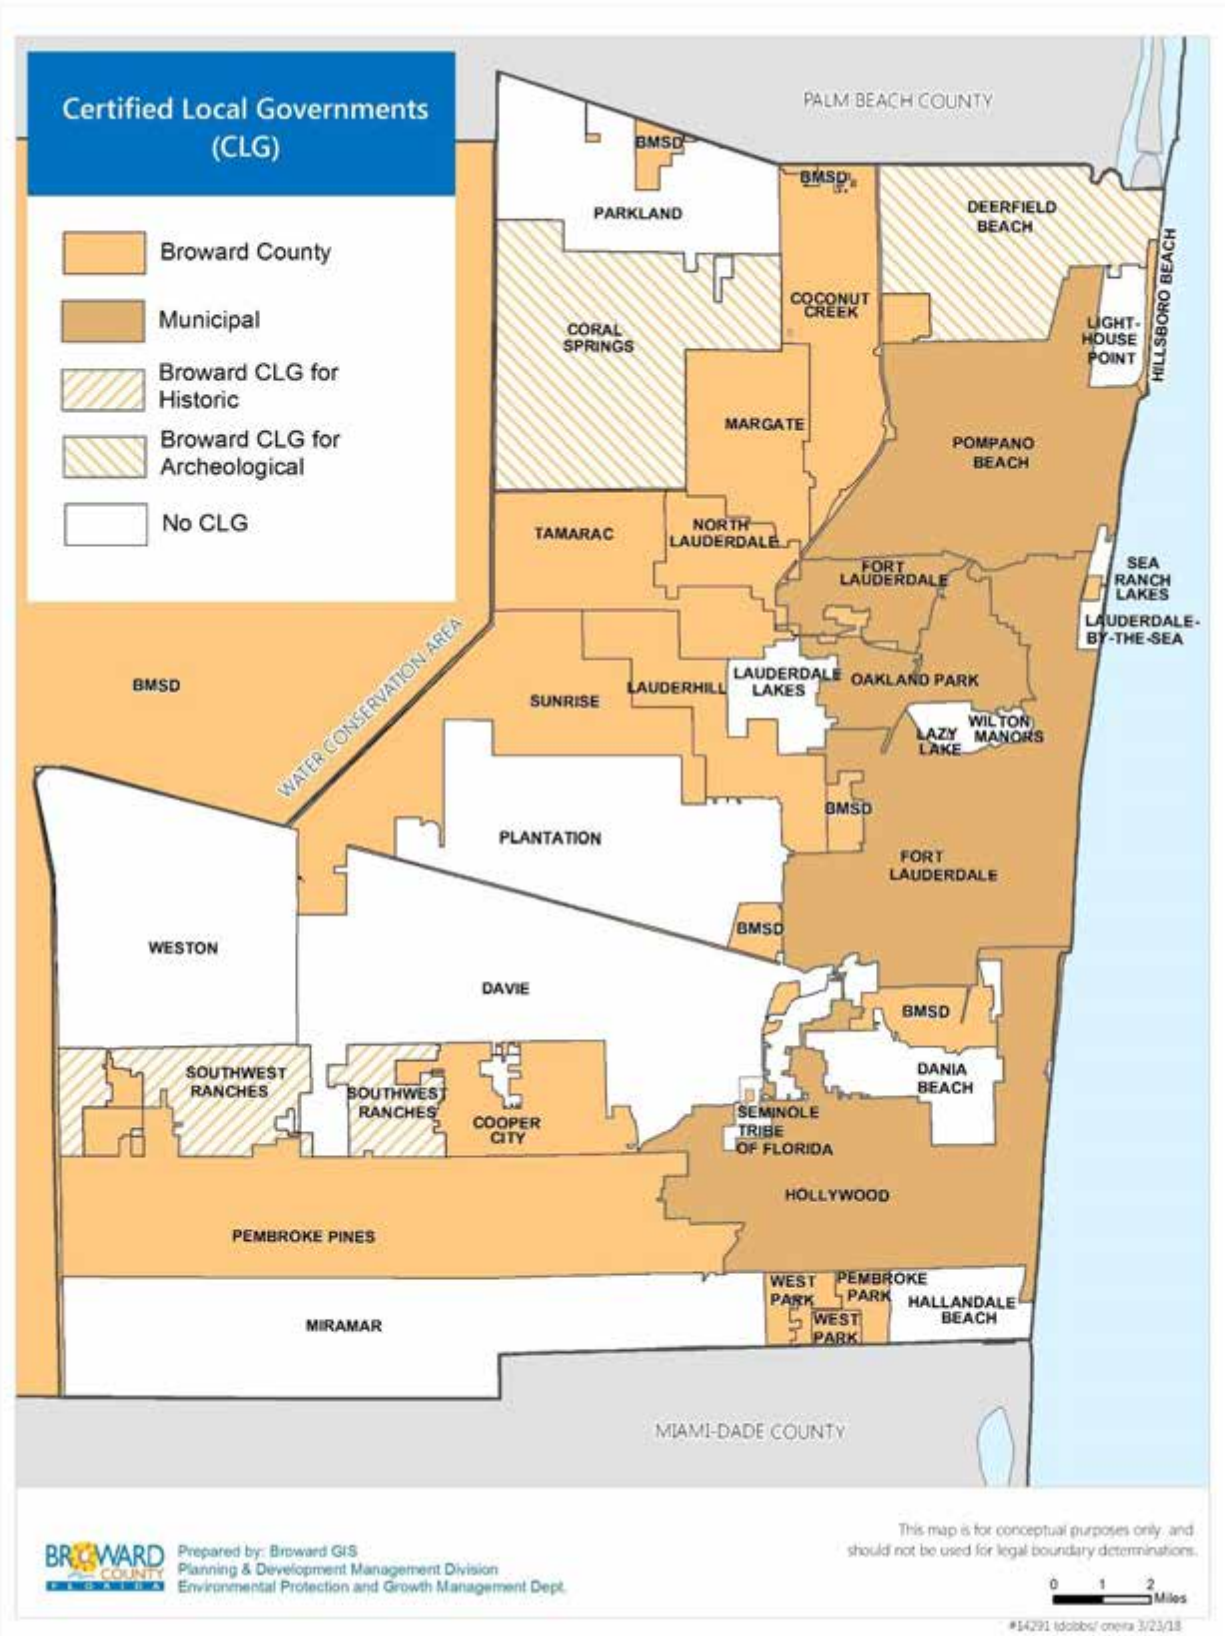 Certified Local Governments
(CLG)
Broward County
Municipal
Broward CLG for
Historic
Broward CLG for
Archeological
No CLG
PALM BEACH COUNTY
BMSD
PARKLAND
BMSD
DEERFIELD
BEACH
HILLSBORO BEACH
CORAL
SPRINGS
COCONUT
CREEK
LIGHT-
HOUSE
POINT
MARGATE
POMPANO
BEACH
TAMARAC
NORTH
LAUDERDALE
FORT
LAUDERDALE
SEA
RANCH
LAKES
LAUDERDALE-
BY-THE-SEA
WATER CONSERVATION AREA
BMSD
SUNRISE
LAUDERHILL
LAUDERDALE
LAKES
OAKLAND PARK
LAZY
LAKE
WILTON
MANORS
BMSD
PLANTATION
FORT
LAUDERDALE
BMSD
WESTON
DAVIE
BMSD
SOUTHWEST
RANCHES
SOUTHWEST
RANCHES
COOPER
CITY
DANIA
BEACH
SEMINOLE
TRIBE
OF FLORIDA
HOLLYWOOD
PEMBROKE PINES
WEST
PARK
PEMBROKE
PARK
HALLANDALE
BEACH
WEST
PARK
MIRAMAR
MIAMI-DADE COUNTY
BROWARD
COUNTY
FLORIDA
Prepared by: Broward GIS
Planning & Development Management Division
Environmental Protection and Growth Management Dept.
This map is for conceptual purposes only and
should not be used for legal boundary determinations.
0 1 2
Miles
#14291 3/23/18